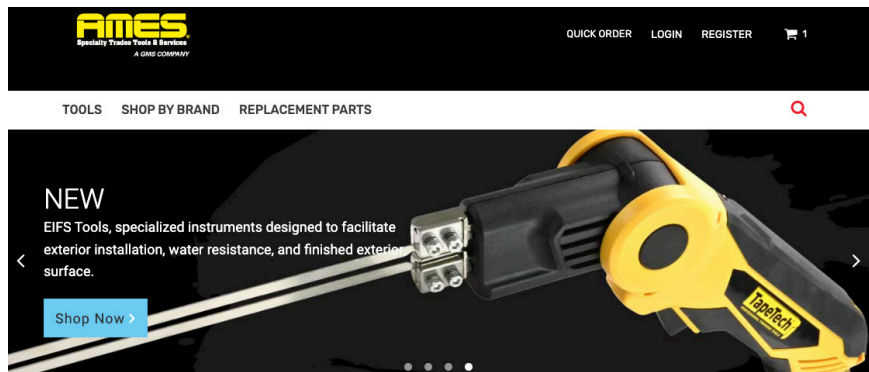 AMES
Specialty Trades Tools & Services
A GMS COMPANY
QUICK ORDER LOGIN REGISTER 1
TOOLS SHOP BY BRAND REPLACEMENT PARTS
NEW
EIFS Tools, specialized instruments designed to facilitate
exterior installation, water resistance, and finished exterior
surface.
Shop Now
TapeTech